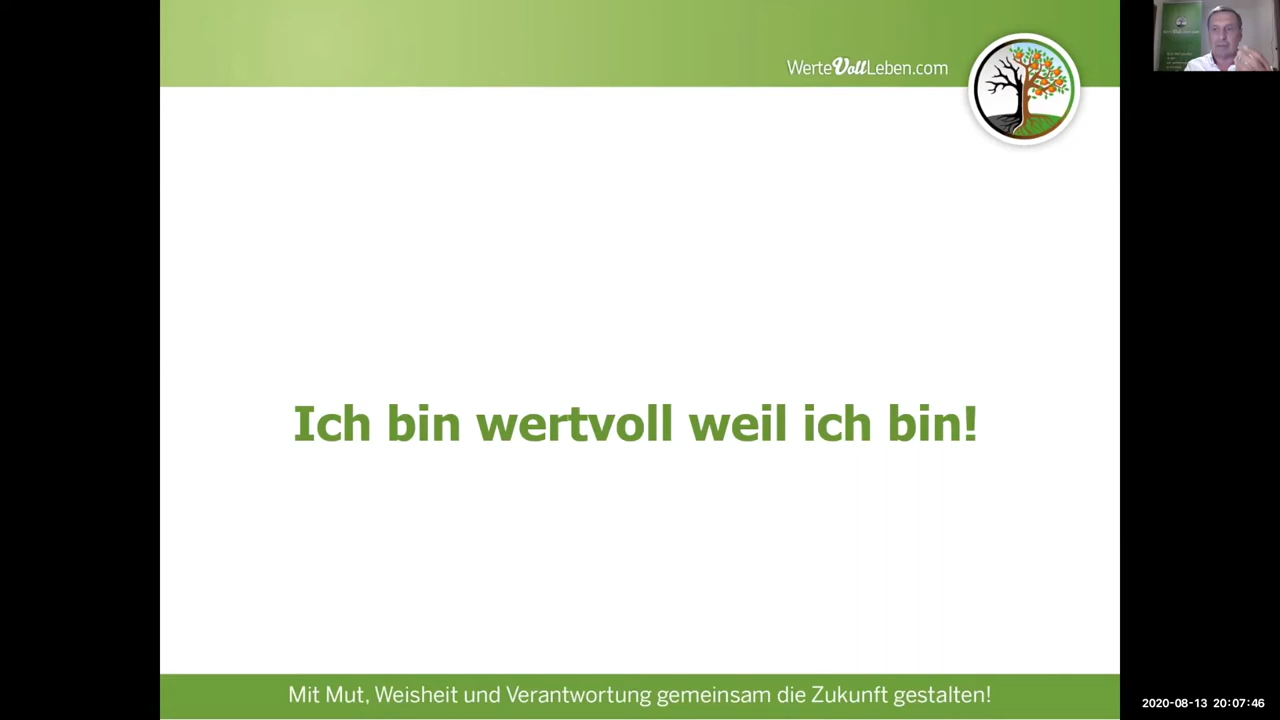 WerteVollLeben.com
Ich bin wertvoll weil ich bin!
Mit Mut, Weisheit und Verantwortung gemeinsam die Zukunft gestalten!
2020-08-13 20:07:46